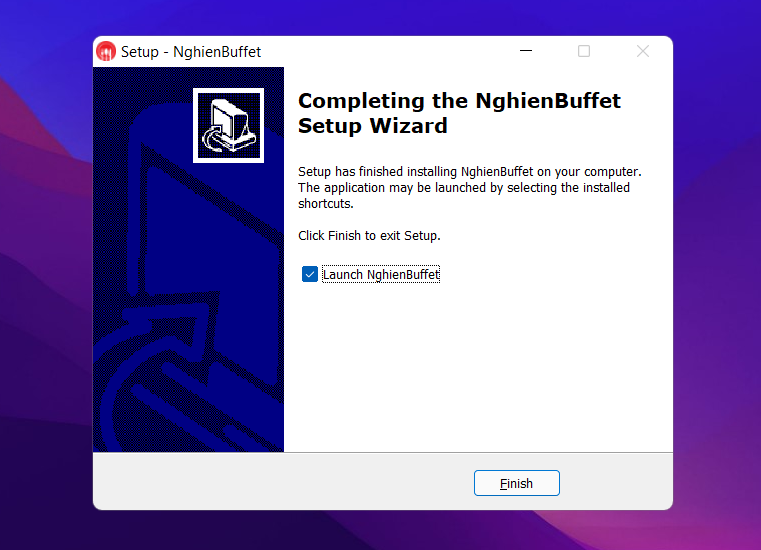 Setup - NghienBuffet
Completing the NghienBuffet
Setup Wizard
Setup has finished installing NghienBuffet on your computer.
The application may be launched by selecting the installed
shortcuts.
Click Finish to exit Setup.
Launch NghienBuffet
Finish